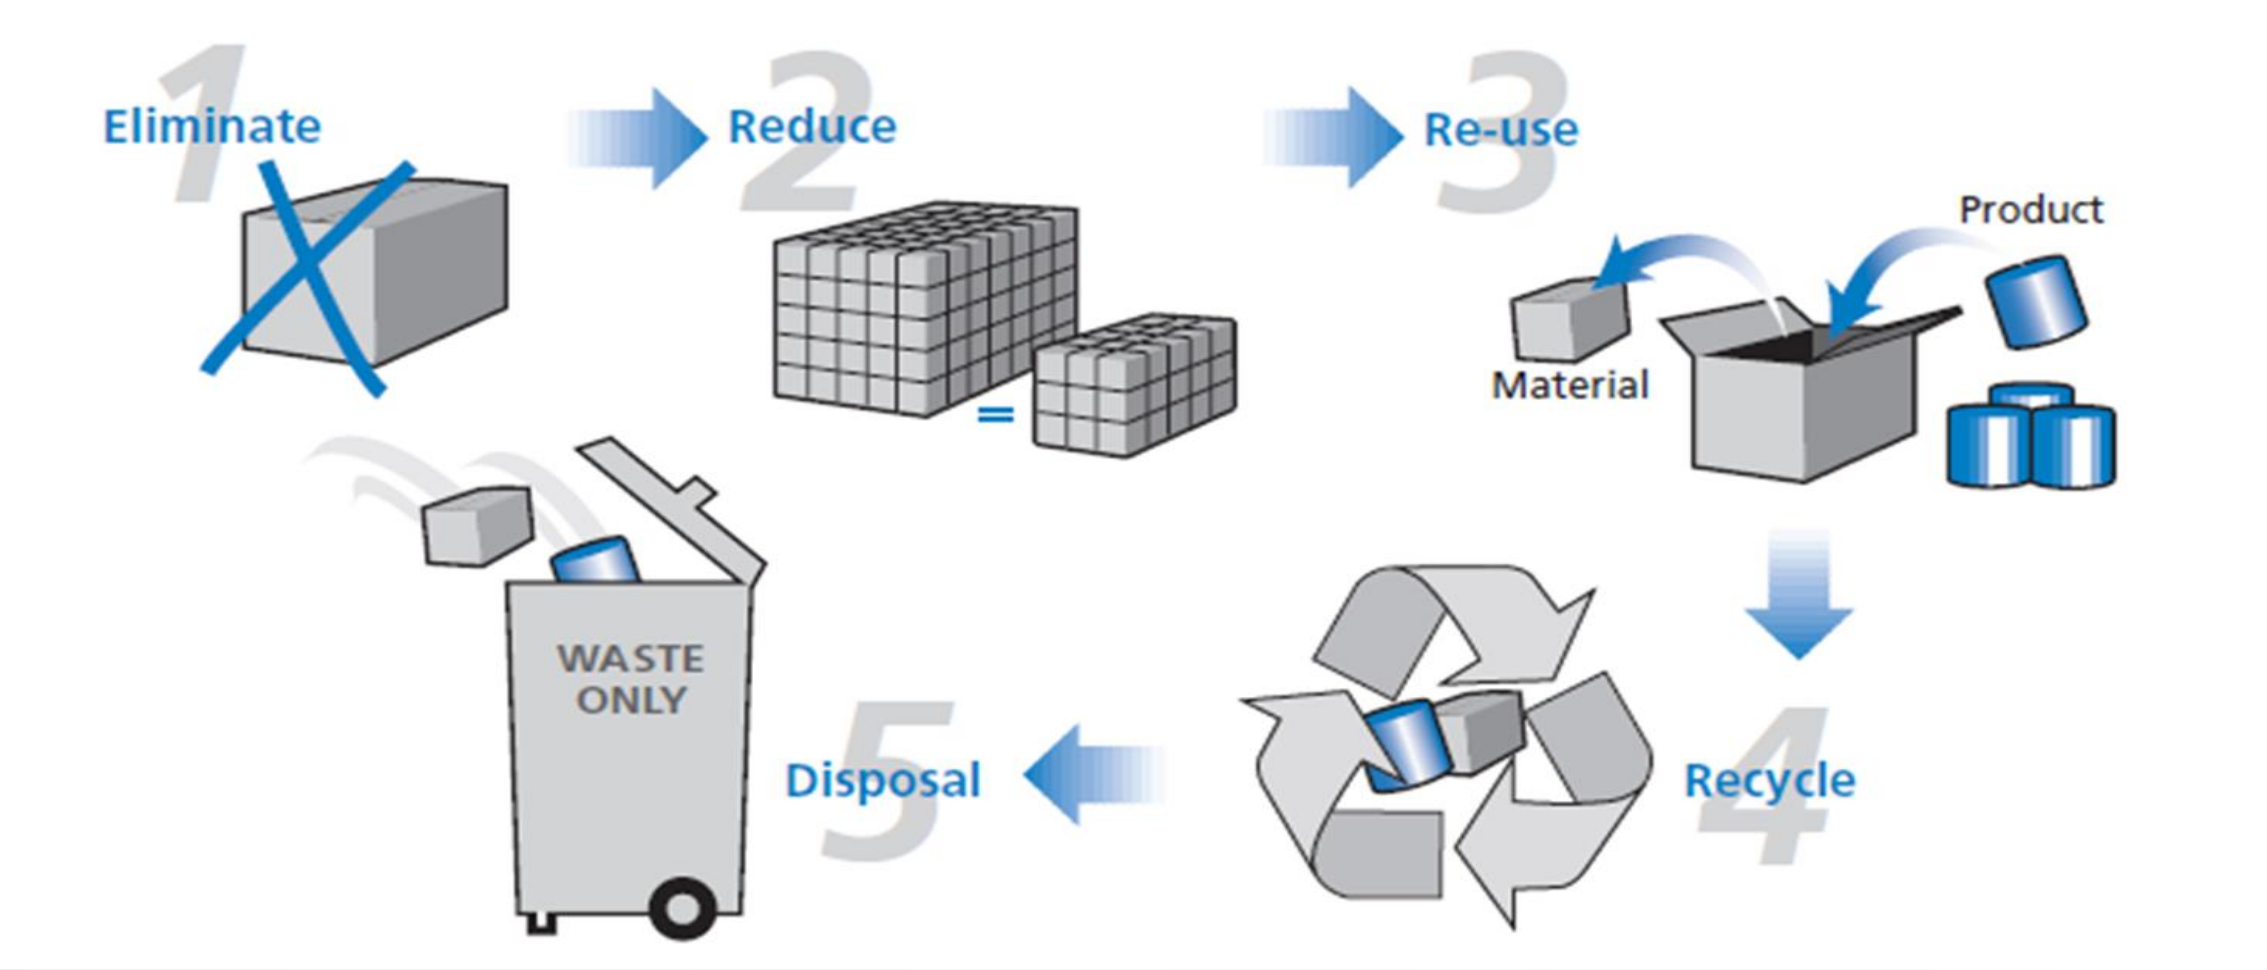 1
Eliminate
2
Reduce
3
Re-use
Product
Material
=
4
Recycle
5
Disposal
WASTE
ONLY